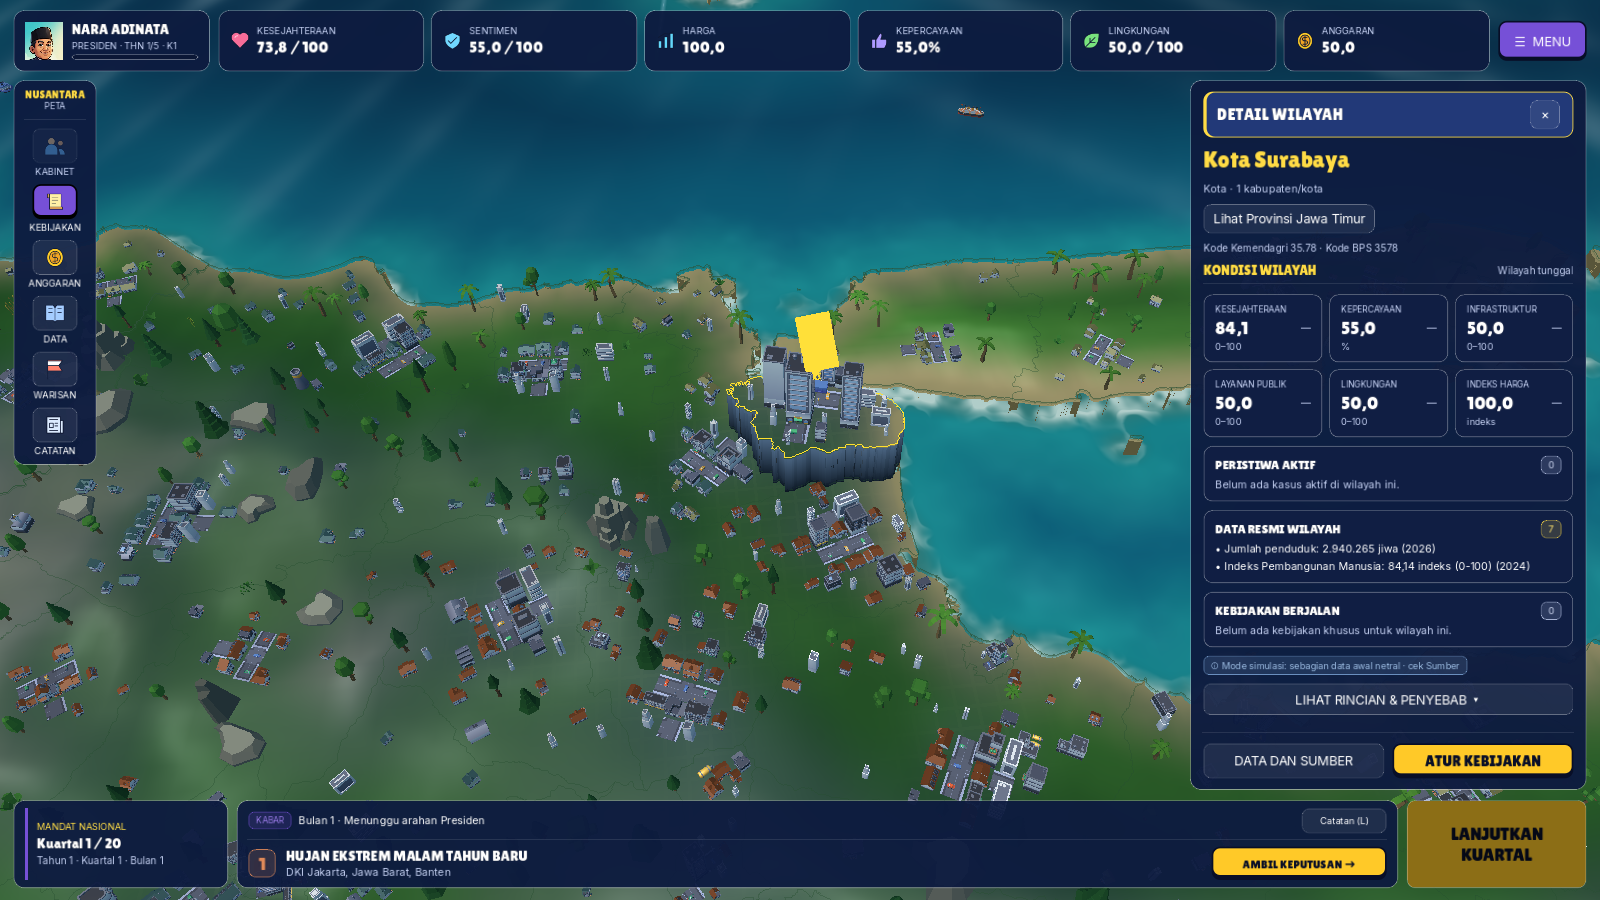 NARA ADINATA
PRESIDEN · THN 1/5 · K1
KESEJAHTERAAN
73,8 / 100
SENTIMEN
55,0 / 100
HARGA
100,0
KEPERCAYAAN
55,0%
LINGKUNGAN
50,0 / 100
ANGGARAN
50,0
☰ MENU
NUSANTARA
PETA
KABINET
KEBIJAKAN
ANGGARAN
DATA
WARISAN
CATATAN
DETAIL WILAYAH
×
Kota Surabaya
Kota · 1 kabupaten/kota
Lihat Provinsi Jawa Timur
Kode Kemendagri 35.78 · Kode BPS 3578
KONDISI WILAYAH
Wilayah tunggal
KESEJAHTERAAN
84,1 —
0–100
KEPERCAYAAN
55,0 —
%
INFRASTRUKTUR
50,0 —
0–100
LAYANAN PUBLIK
50,0 —
0–100
LINGKUNGAN
50,0 —
0–100
INDEKS HARGA
100,0 —
indeks
PERISTIWA AKTIF 0
Belum ada kasus aktif di wilayah ini.
DATA RESMI WILAYAH 7
• Jumlah penduduk: 2.940.265 jiwa (2026)
• Indeks Pembangunan Manusia: 84,14 indeks (0-100) (2024)
KEBIJAKAN BERJALAN 0
Belum ada kebijakan khusus untuk wilayah ini.
ⓘ Mode simulasi: sebagian data awal netral · cek Sumber
LIHAT RINCIAN & PENYEBAB ▾
DATA DAN SUMBER
ATUR KEBIJAKAN
MANDAT NASIONAL
Kuartal 1 / 20
Tahun 1 · Kuartal 1 · Bulan 1
KABAR Bulan 1 · Menunggu arahan Presiden
Catatan (L)
1
HUJAN EKSTREM MALAM TAHUN BARU
DKI Jakarta, Jawa Barat, Banten
AMBIL KEPUTUSAN →
LANJUTKAN
KUARTAL